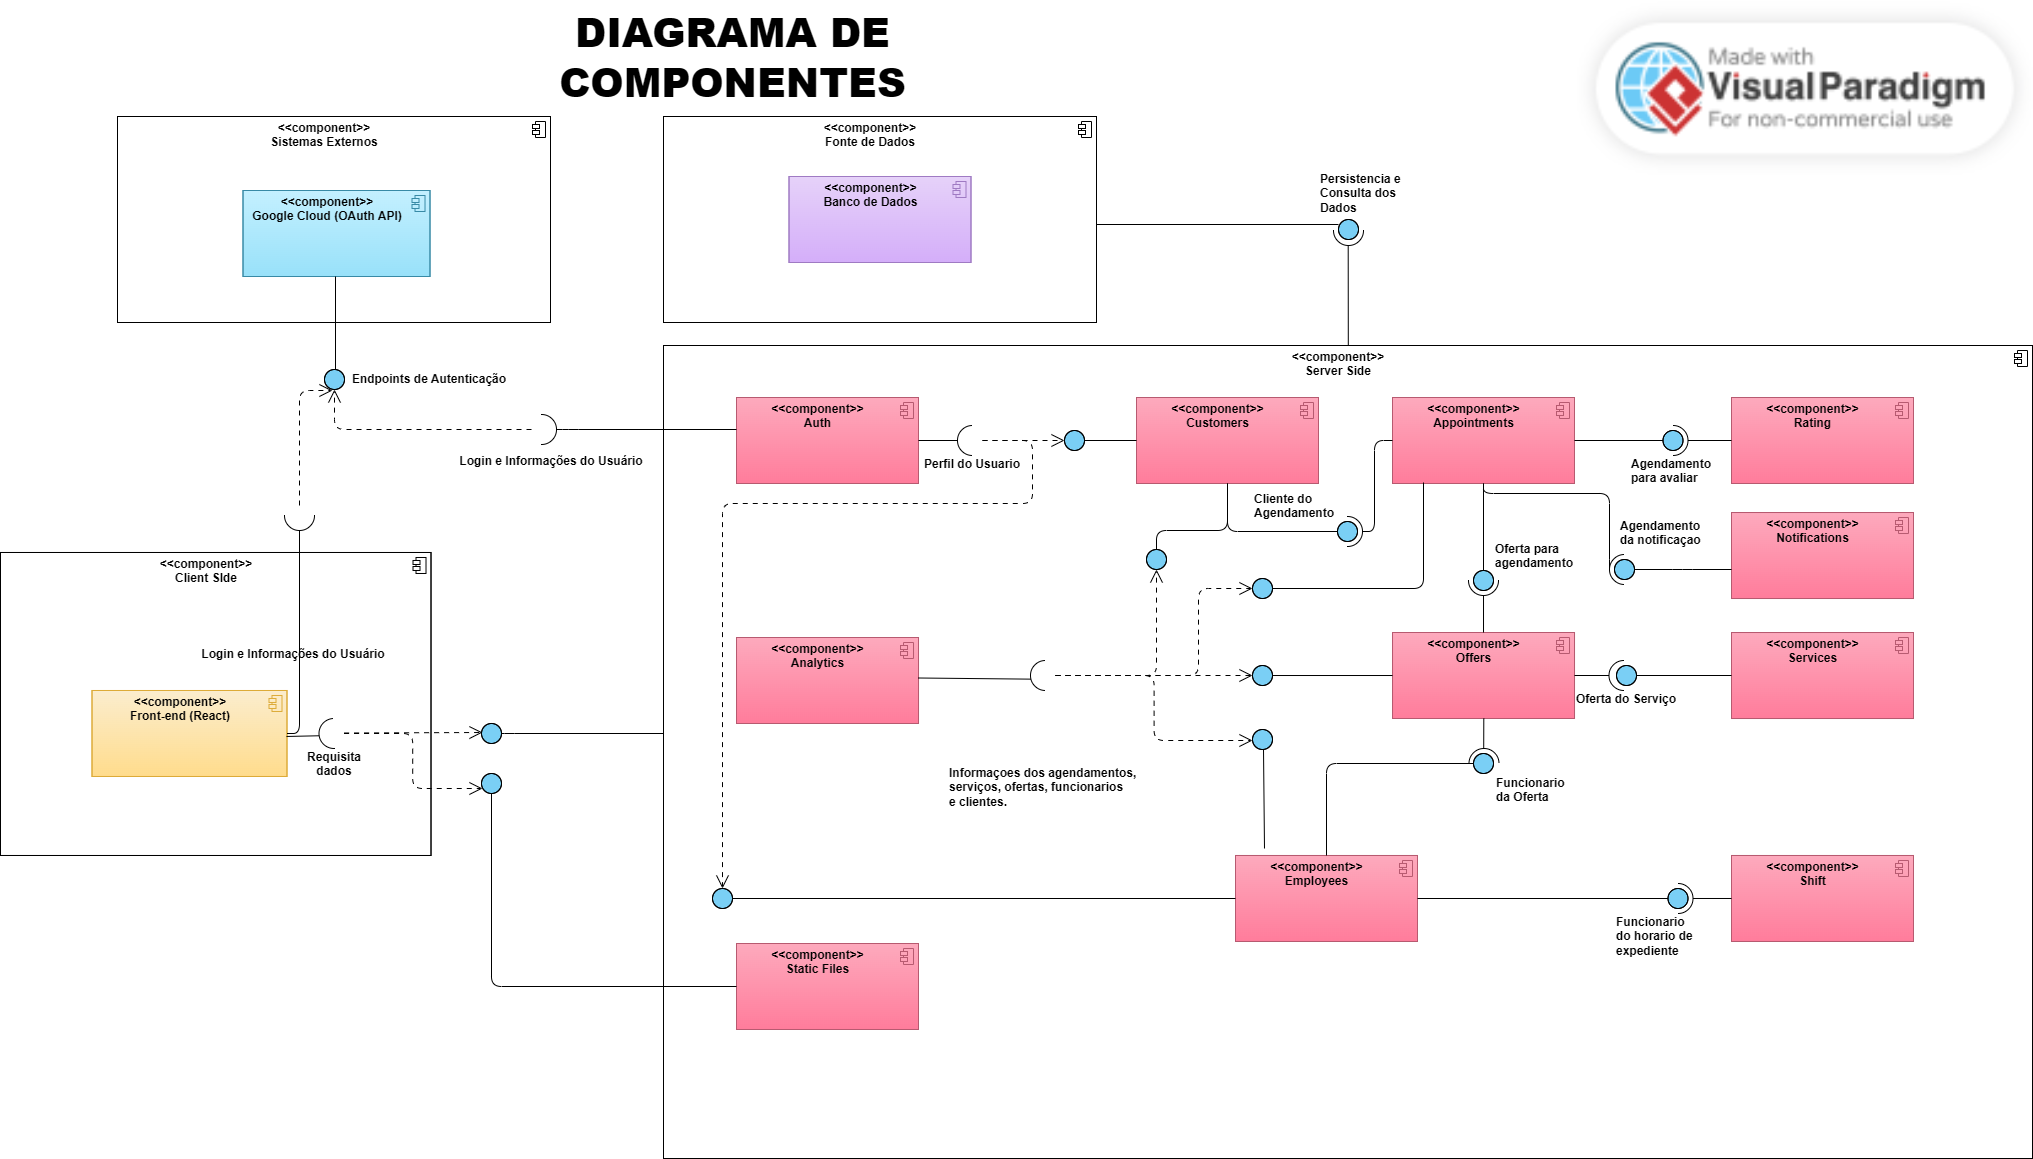 DIAGRAMA DE
COMPONENTES
Made with
Visual Paradigm
For non-commercial use
<<component>>
Sistemas Externos
<<component>>
Google Cloud (OAuth API)
<<component>>
Fonte de Dados
<<component>>
Banco de Dados
Persistencia e
Consulta dos
Dados
Endpoints de Autenticação
Login e Informações do Usuário
<<component>>
Server Side
<<component>>
Auth
Perfil do Usuario
<<component>>
Customers
<<component>>
Appointments
<<component>>
Rating
Agendamento
para avaliar
Cliente do
Agendamento
<<component>>
Notifications
Agendamento
da notificaçao
Oferta para
agendamento
<<component>>
Client SIde
Login e Informações do Usuário
<<component>>
Front-end (React)
Requisita
dados
<<component>>
Analytics
<<component>>
Offers
<<component>>
Services
Oferta do Serviço
Informaçoes dos agendamentos,
serviços, ofertas, funcionarios
e clientes.
Funcionario
da Oferta
<<component>>
Employees
<<component>>
Shift
Funcionario
do horario de
expediente
<<component>>
Static Files